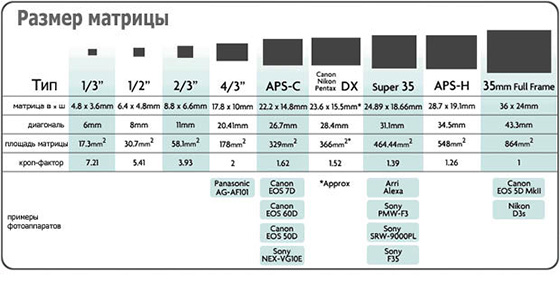 Размер матрицы
Тип 1/3” 1/2” 2/3” 4/3” APS-C Canon Nikon Pentax DX Super 35 APS-H 35mm Full Frame
матрица в ш 4.8 x 3.6mm 6.4 x 4.8mm 8.8 x 6.6mm 17.8 x 10mm 22.2 x 14.8mm 23.6 x 15.5mm* 24.89 x 18.66mm 28.7 x 19.1mm 36 x 24mm
диагональ 6mm 8mm 11mm 20.41mm 26.7mm 28.4mm 31.1mm 34.5mm 43.3mm
площадь матрицы 17.3mm² 30.7mm² 58.1mm² 178mm² 329mm² 366mm²* 464.44mm² 548mm² 864mm²
кроп-фактор 7.21 5.41 3.93 2 1.62 1.52 1.39 1.26 1
примеры фотоаппаратов
Panasonic AG-AF101
Canon EOS 7D
Canon EOS 60D
Canon EOS 50D
Sony NEX-VG10E
*Approx
Arri Alexa
Sony PMW-F3
Sony SRW-9000PL
Sony F35
Canon EOS 5D MkII
Nikon D3s